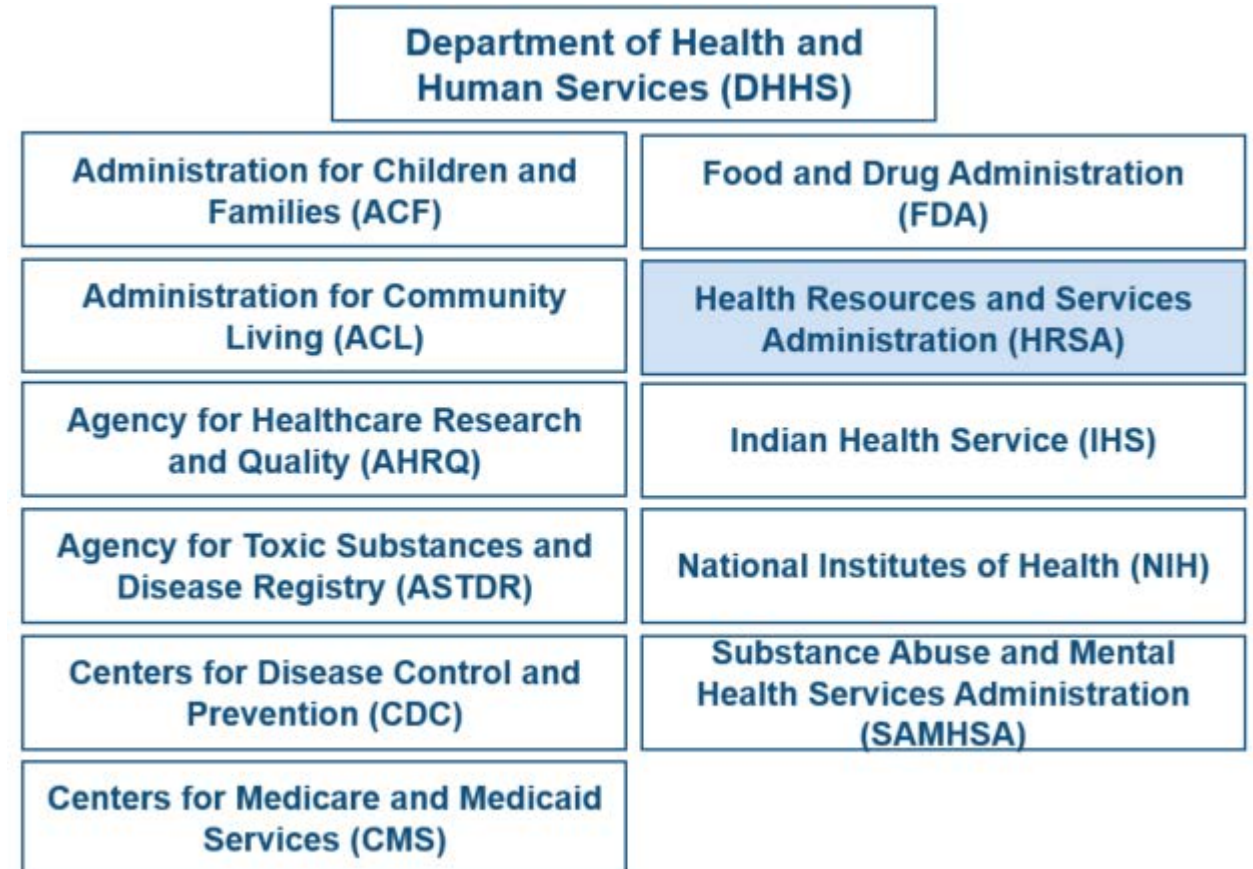 Department of Health and
Human Services (DHHS)
Administration for Children and
Families (ACF)
Administration for Community
Living (ACL)
Agency for Healthcare Research
and Quality (AHRQ)
Agency for Toxic Substances and
Disease Registry (ASTDR)
Centers for Disease Control and
Prevention (CDC)
Centers for Medicare and Medicaid
Services (CMS)
Food and Drug Administration
(FDA)
Health Resources and Services
Administration (HRSA)
Indian Health Service (IHS)
National Institutes of Health (NIH)
Substance Abuse and Mental
Health Services Administration
(SAMHSA)